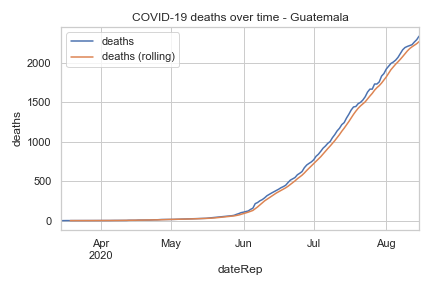 COVID-19 deaths over time - Guatemala
deaths
deaths (rolling)
2000
1500
1000
500
0
deaths
Apr
2020
May
Jun
Jul
Aug
dateRep